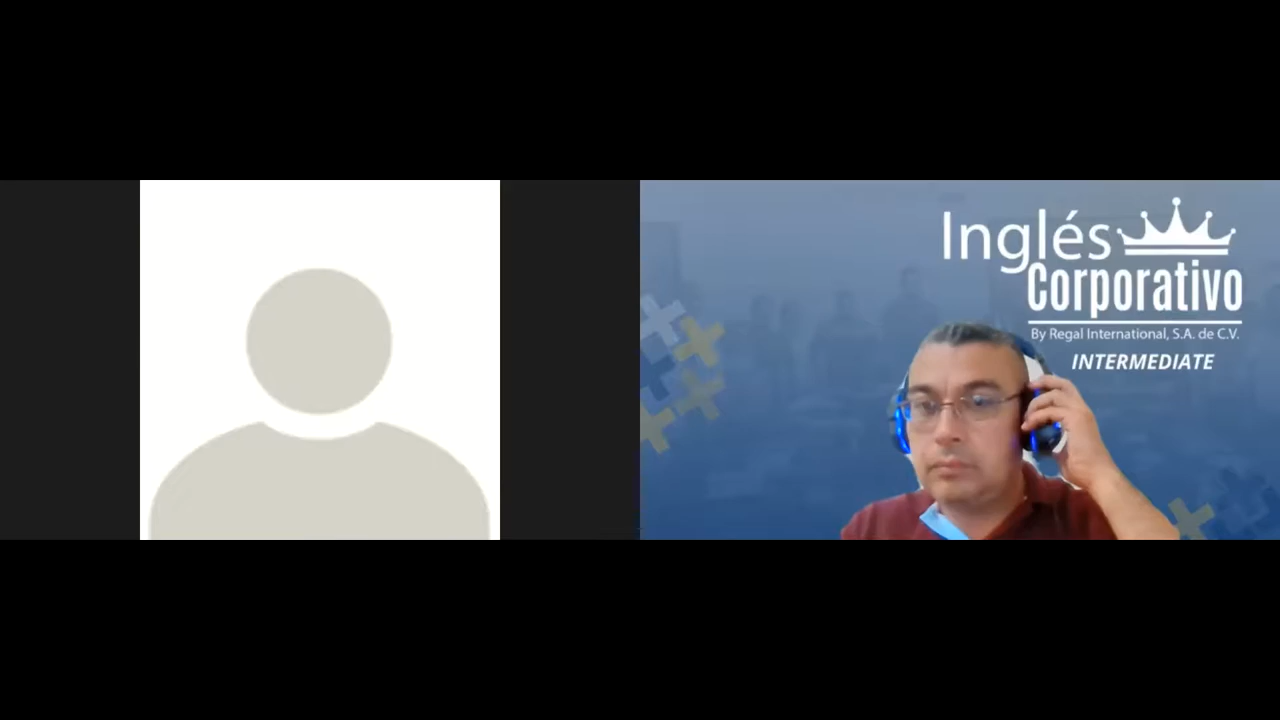 Inglés
Corporativo
By Regal International, S.A. de C.V.
INTERMEDIATE